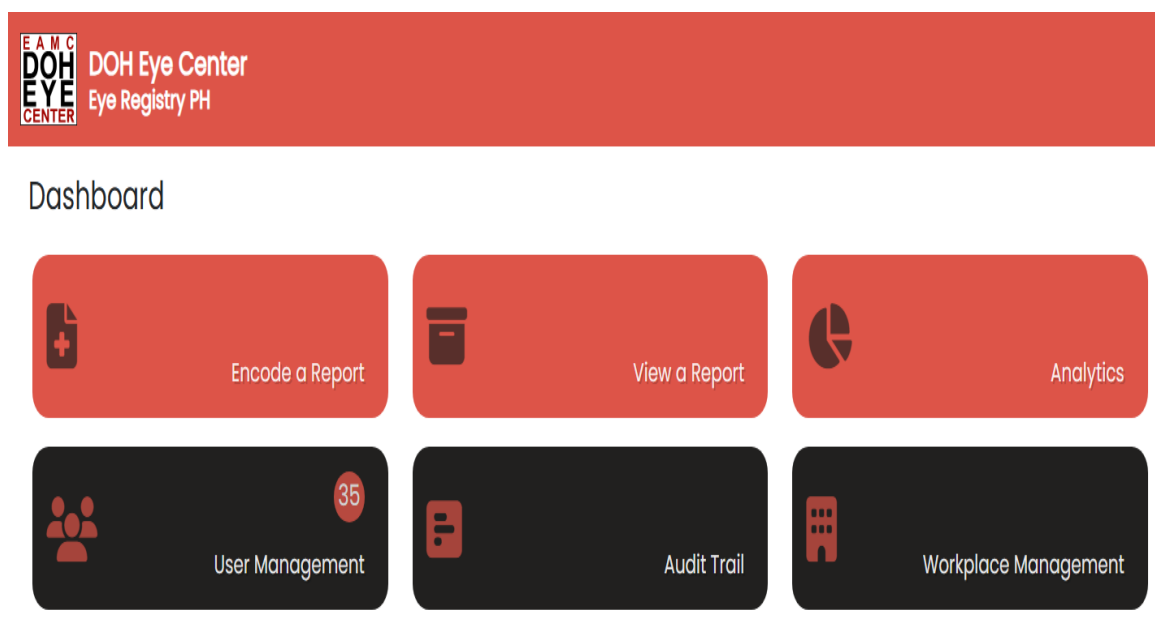 EAMC
DOH
EYE
CENTER
DOH Eye Center
Eye Registry PH
Dashboard
Encode a Report
View a Report
Analytics
35
User Management
Audit Trail
Workplace Management